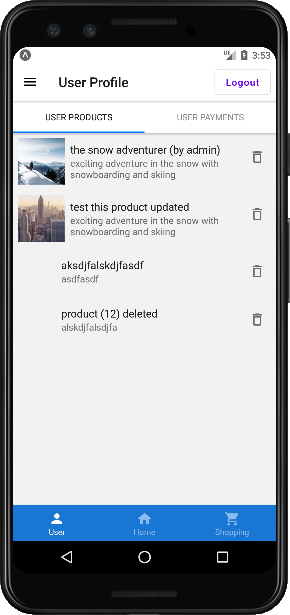 3:53
User Profile
Logout
USER PRODUCTS
USER PAYMENTS
the snow adventurer (by admin)
exciting adventure in the snow with
snowboarding and skiing
test this product updated
exciting adventure in the snow with
snowboarding and skiing
aksdjfalskdjfasdf
asdfasdf
product (12) deleted
alskdjfalsdjfa
User
Home
Shopping